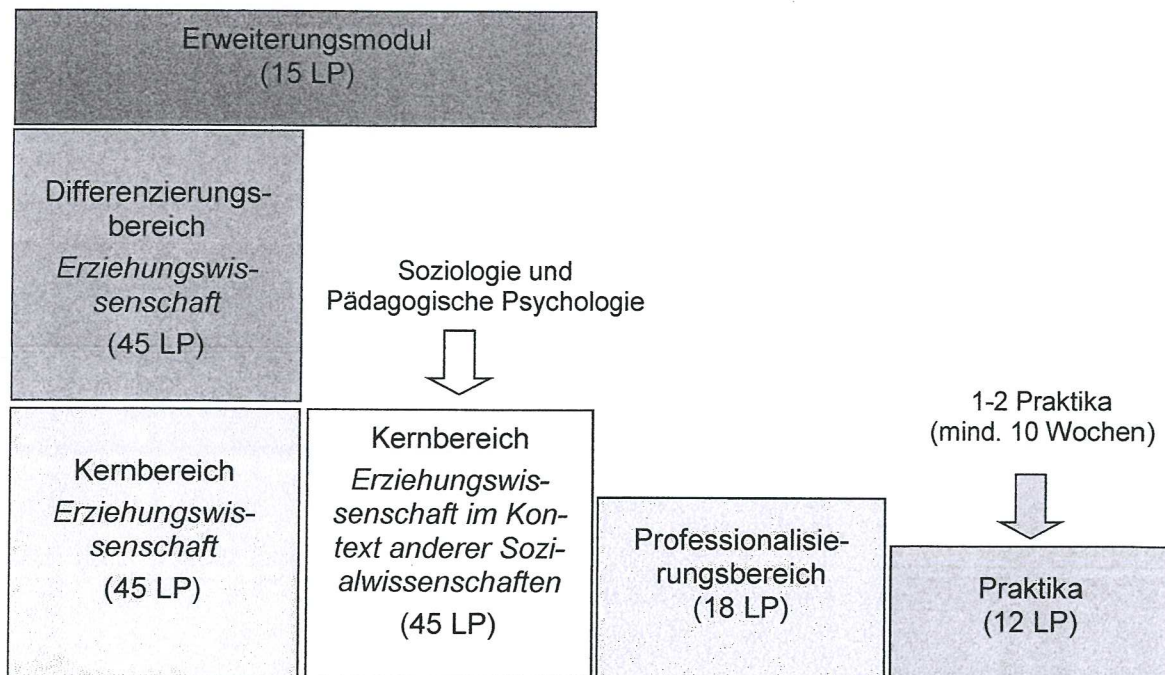 Erweiterungsmodul
(15 LP)
Differenzierungs-
bereich
Erziehungswis-
senschaft
(45 LP)
Soziologie und
Pädagogische Psychologie
Kernbereich
Erziehungswis-
senschaft
(45 LP)
Kernbereich
Erziehungswis-
senschaft im Kon-
text anderer Sozi-
alwissenschaften
(45 LP)
Professionalisie-
rungsbereich
(18 LP)
1-2 Praktika
(mind. 10 Wochen)
Praktika
(12 LP)